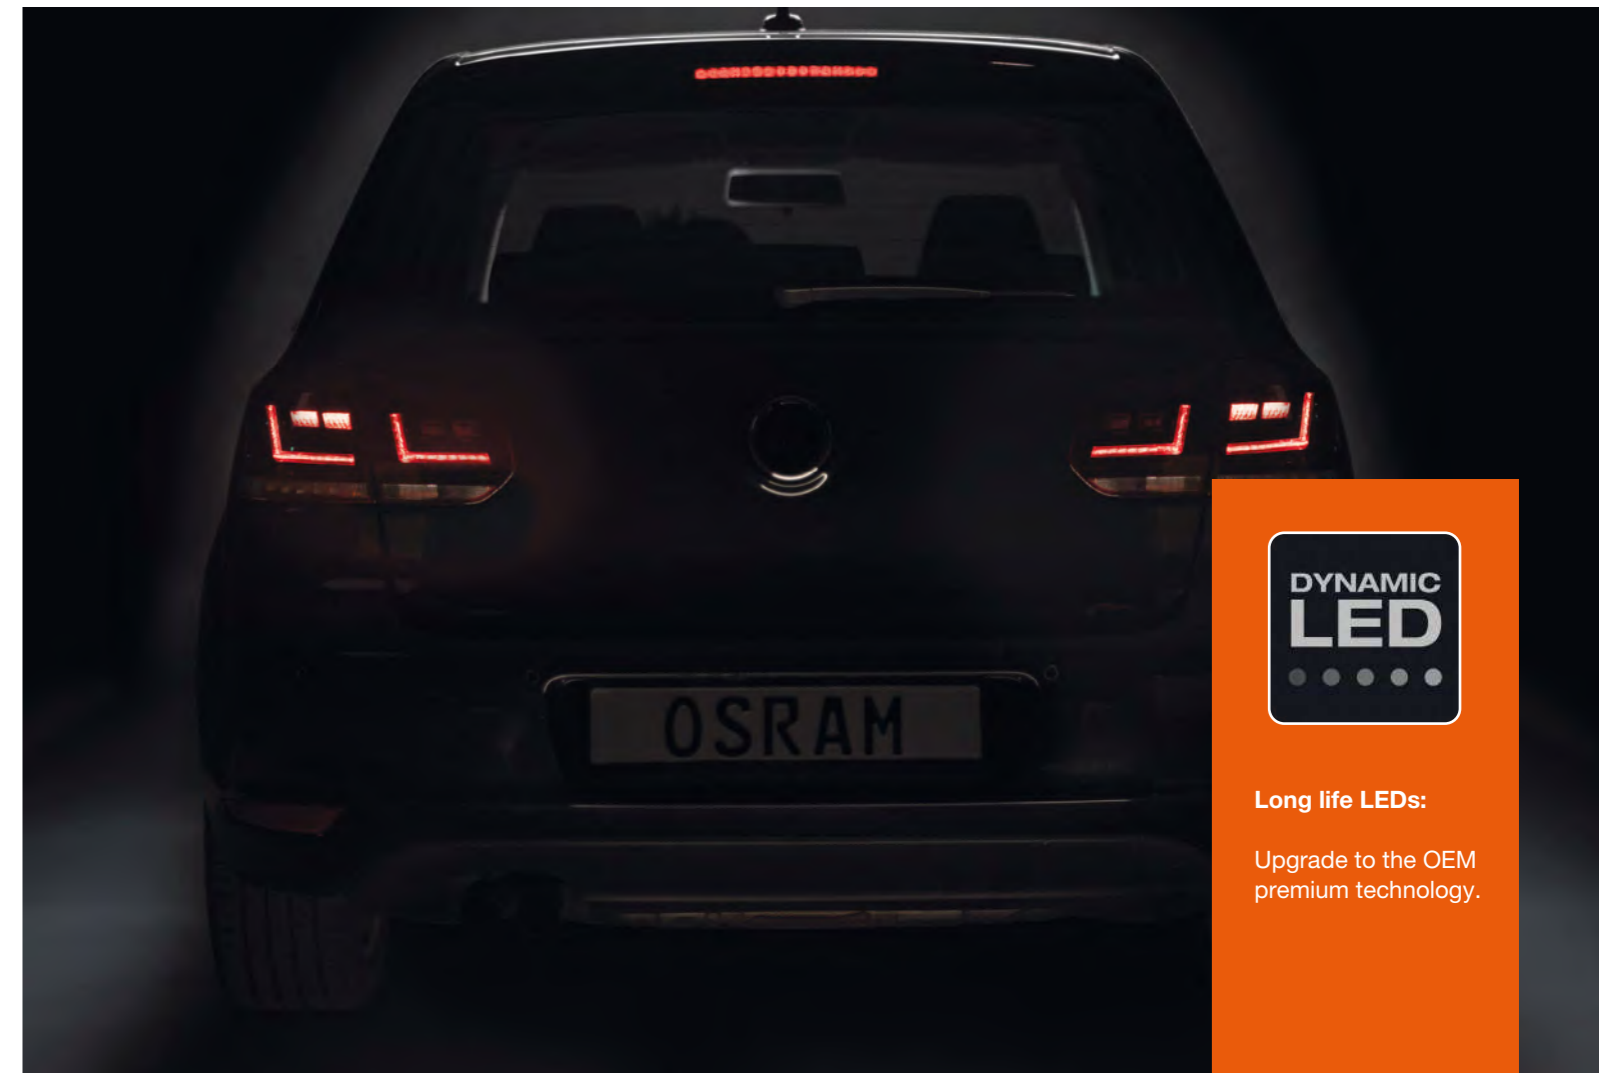 OSRAM
DYNAMIC
LED
Long life LEDs:
Upgrade to the OEM
premium technology.